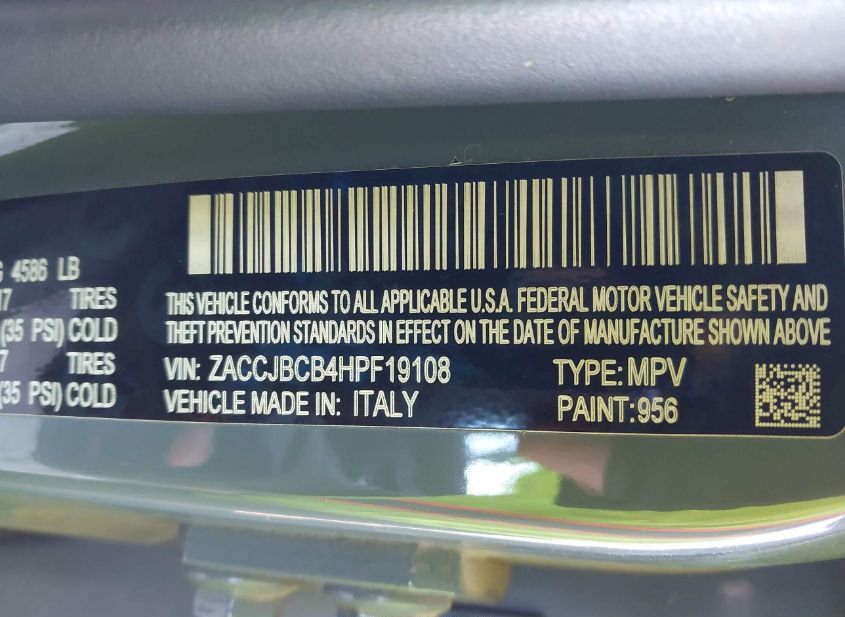 4586 LB
TIRES
(35 PSI) COLD
TIRES
(35 PSI) COLD
THIS VEHICLE CONFORMS TO ALL APPLICABLE U.S.A. FEDERAL MOTOR VEHICLE SAFETY AND
THEFT PREVENTION STANDARDS IN EFFECT ON THE DATE OF MANUFACTURE SHOWN ABOVE
VIN: ZACCJBCB4HPF19108 TYPE: MPV
VEHICLE MADE IN: ITALY PAINT: 956